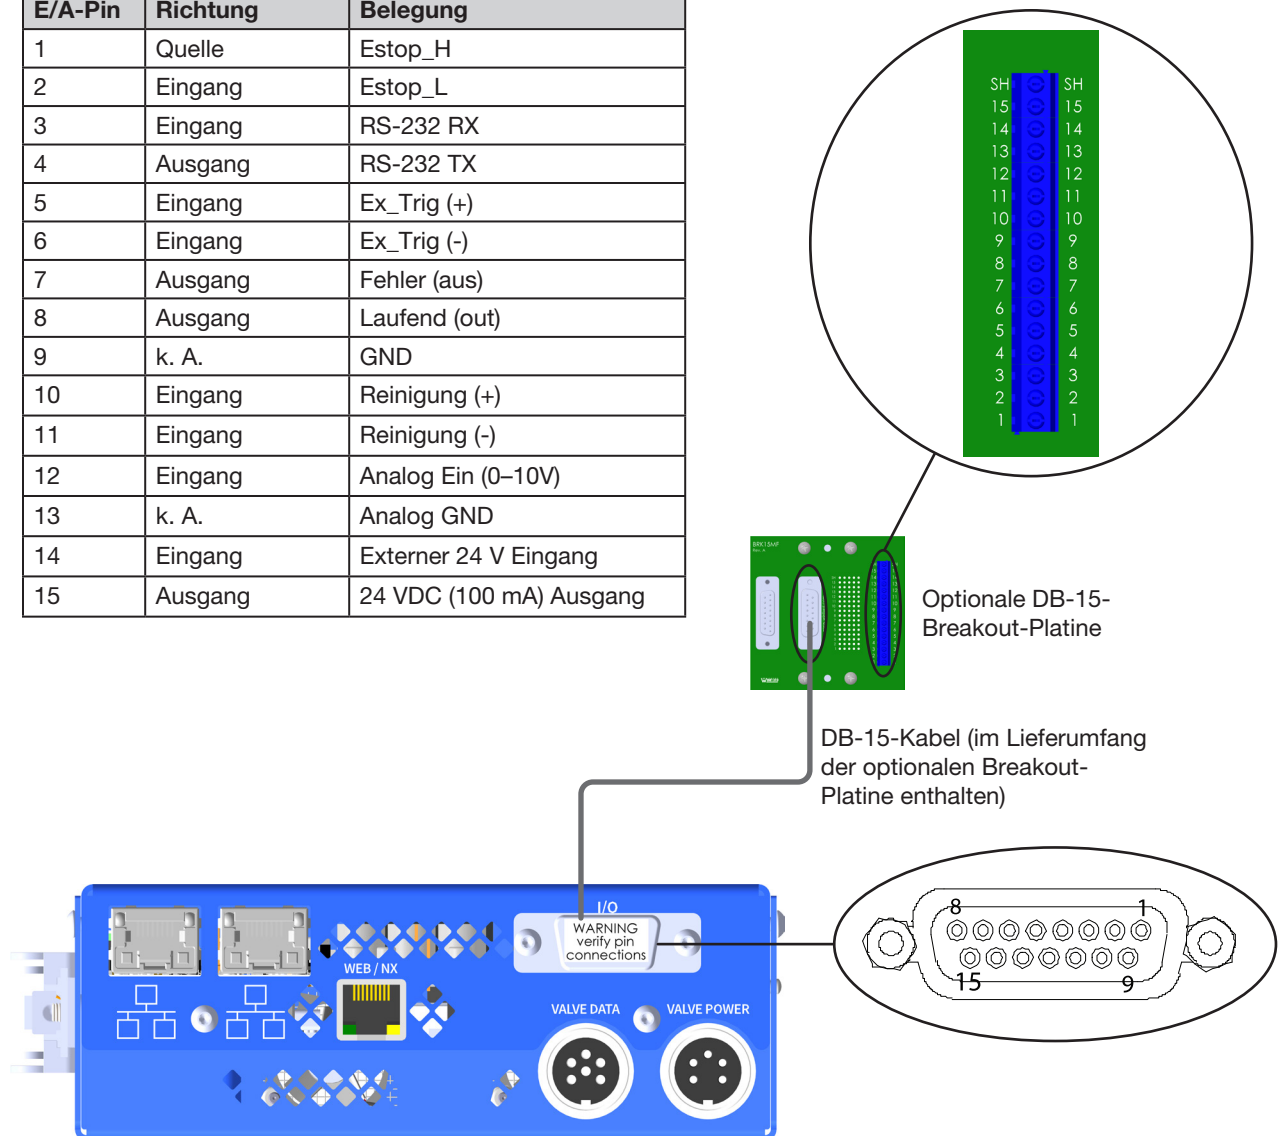 E/A-Pin Richtung Belegung
1 Quelle Estop_H
2 Eingang Estop_L
3 Eingang RS-232 RX
4 Ausgang RS-232 TX
5 Eingang Ex_Trig (+)
6 Eingang Ex_Trig (-)
7 Ausgang Fehler (aus)
8 Ausgang Laufend (out)
9 k. A. GND
10 Eingang Reinigung (+)
11 Eingang Reinigung (-)
12 Eingang Analog Ein (0–10V)
13 k. A. Analog GND
14 Eingang Externer 24 V Eingang
15 Ausgang 24 VDC (100 mA) Ausgang
SH SH
15 15
14 14
13 13
12 12
11 11
10 10
9 9
8 8
7 7
6 6
5 5
4 4
3 3
2 2
1 1
BRK15MF
Rev. A
Optionale DB-15-
Breakout-Platine
DB-15-Kabel (im Lieferumfang
der optionalen Breakout-
Platine enthalten)
I/O
WARNING
verify pin
connections
WEB / NX
VALVE DATA
VALVE POWER
8 1
15 9